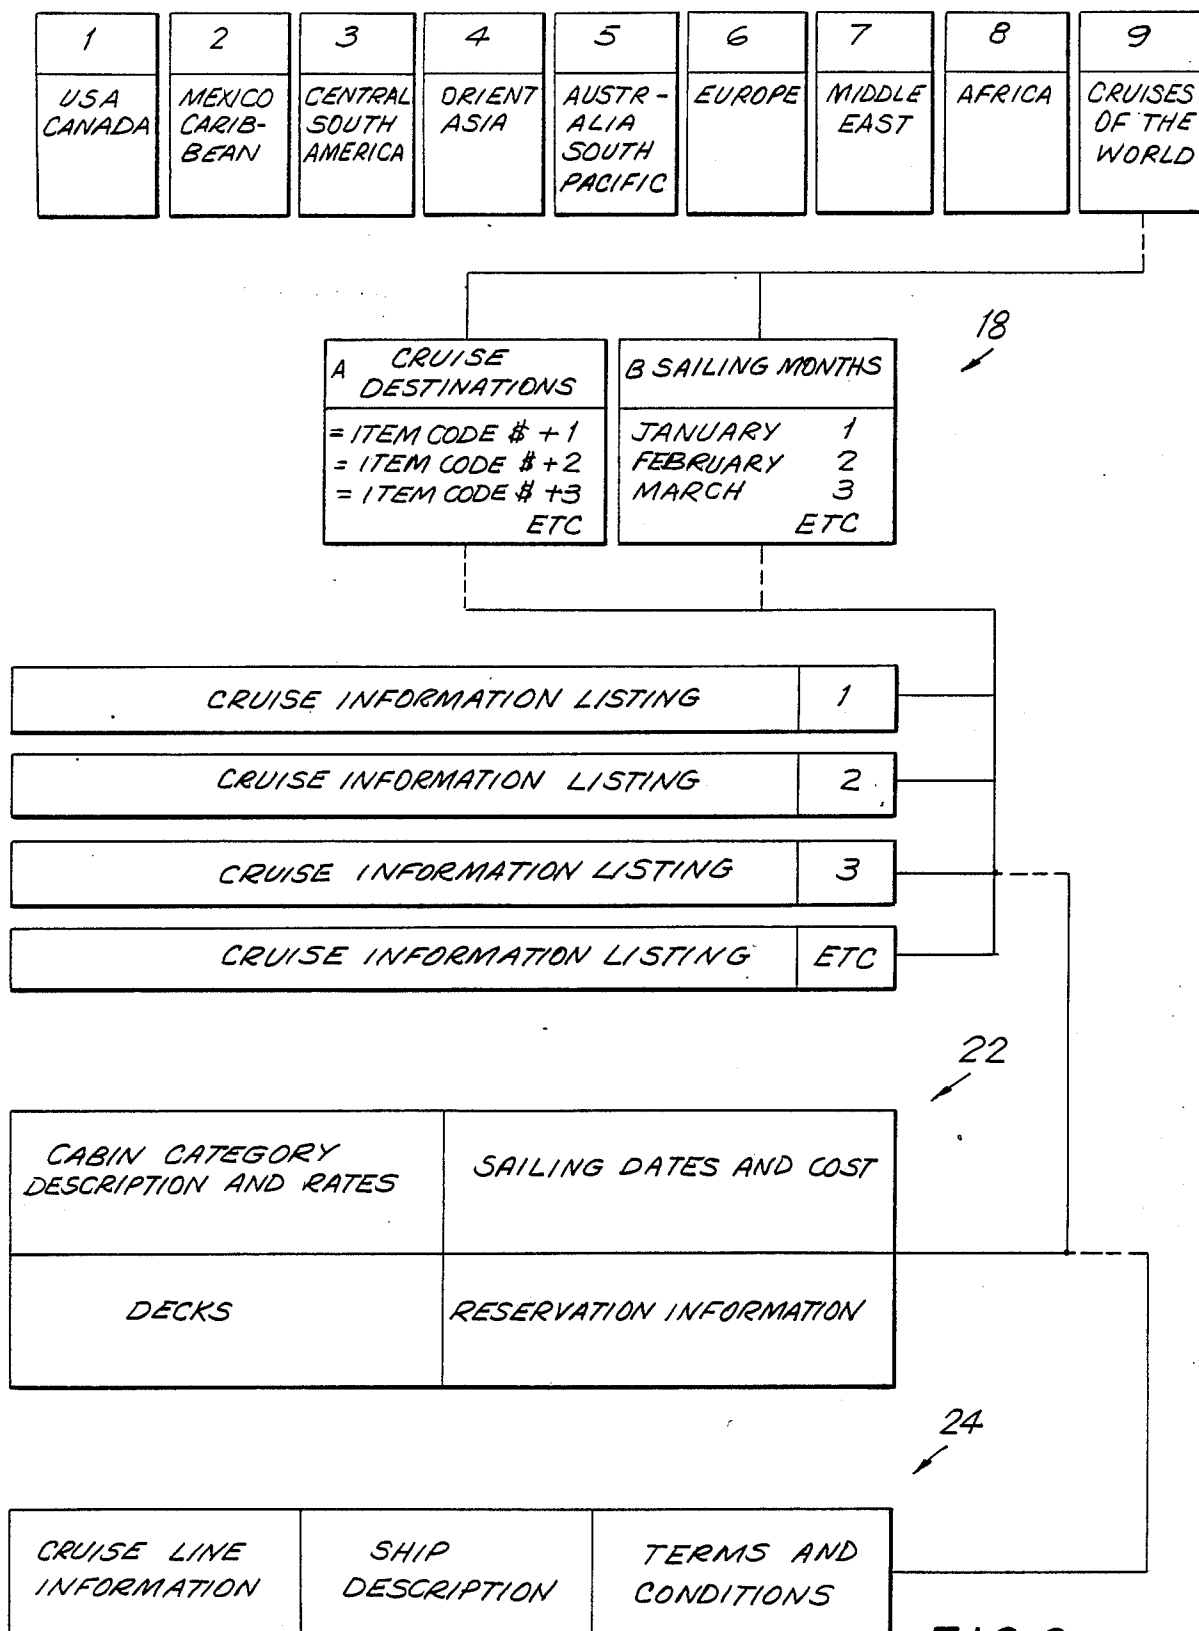 1 2 3 4 5 6 7 8 9
USA CANADA
MEXICO CARIB-BEAN
CENTRAL SOUTH AMERICA
ORIENT ASIA
AUSTR-ALIA SOUTH PACIFIC
EUROPE
MIDDLE EAST
AFRICA
CRUISES OF THE WORLD
18
A CRUISE
DESTINATIONS
= ITEM CODE $ + 1
= ITEM CODE $ + 2
= ITEM CODE $ + 3
ETC
B SAILING MONTHS
JANUARY 1
FEBRUARY 2
MARCH 3
ETC
CRUISE INFORMATION LISTING 1
CRUISE INFORMATION LISTING 2
CRUISE INFORMATION LISTING 3
CRUISE INFORMATION LISTING ETC
22
CABIN CATEGORY
DESCRIPTION AND RATES
SAILING DATES AND COST
DECKS
RESERVATION INFORMATION
24
CRUISE LINE
INFORMATION
SHIP
DESCRIPTION
TERMS AND
CONDITIONS